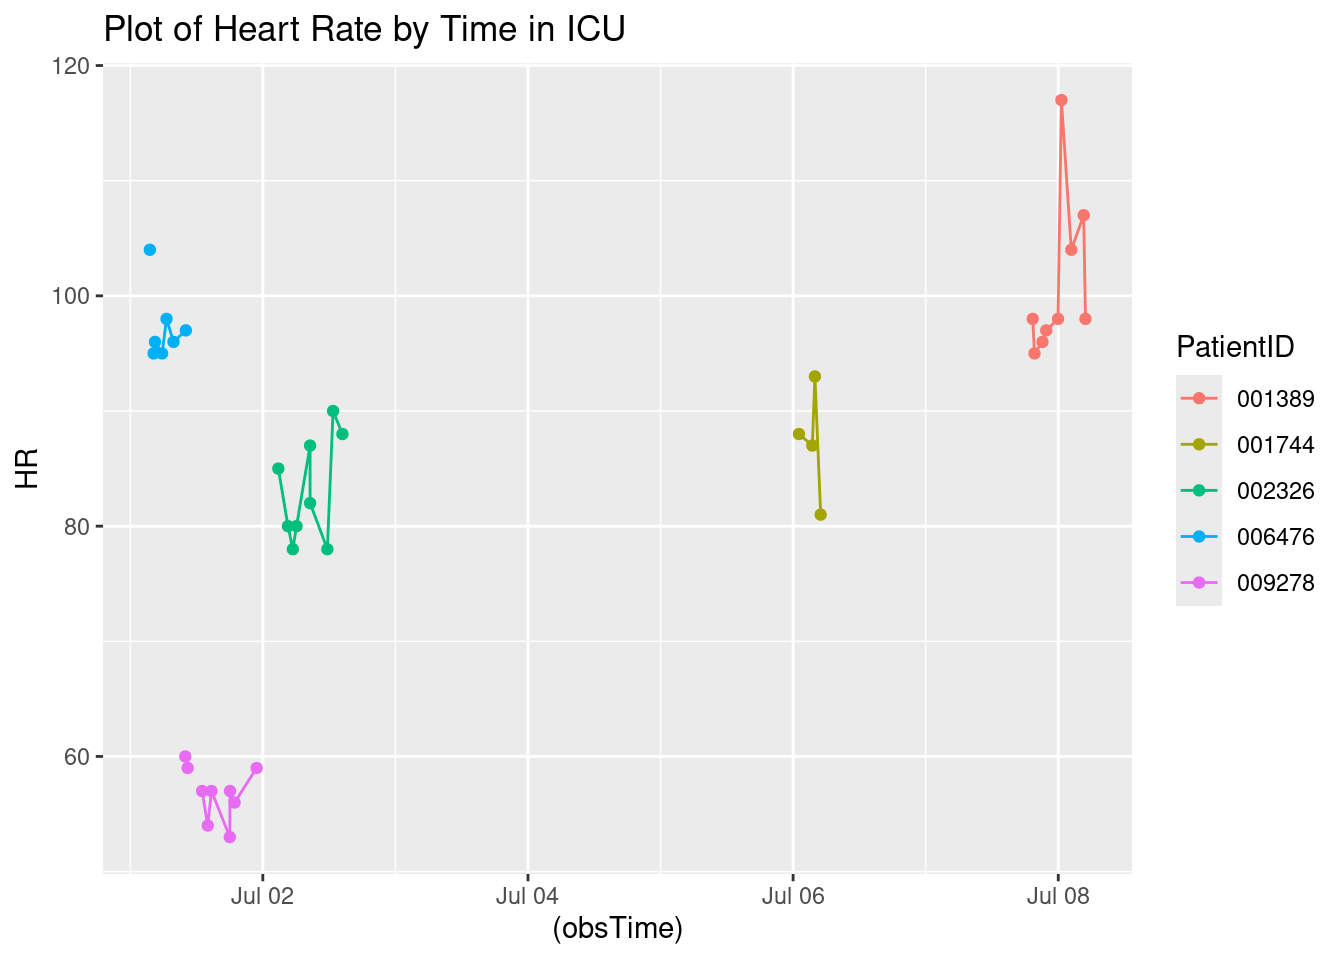 Plot of Heart Rate by Time in ICU
120
100
80
60
HR
Jul 02 Jul 04 Jul 06 Jul 08
(obsTime)
PatientID
001389
001744
002326
006476
009278